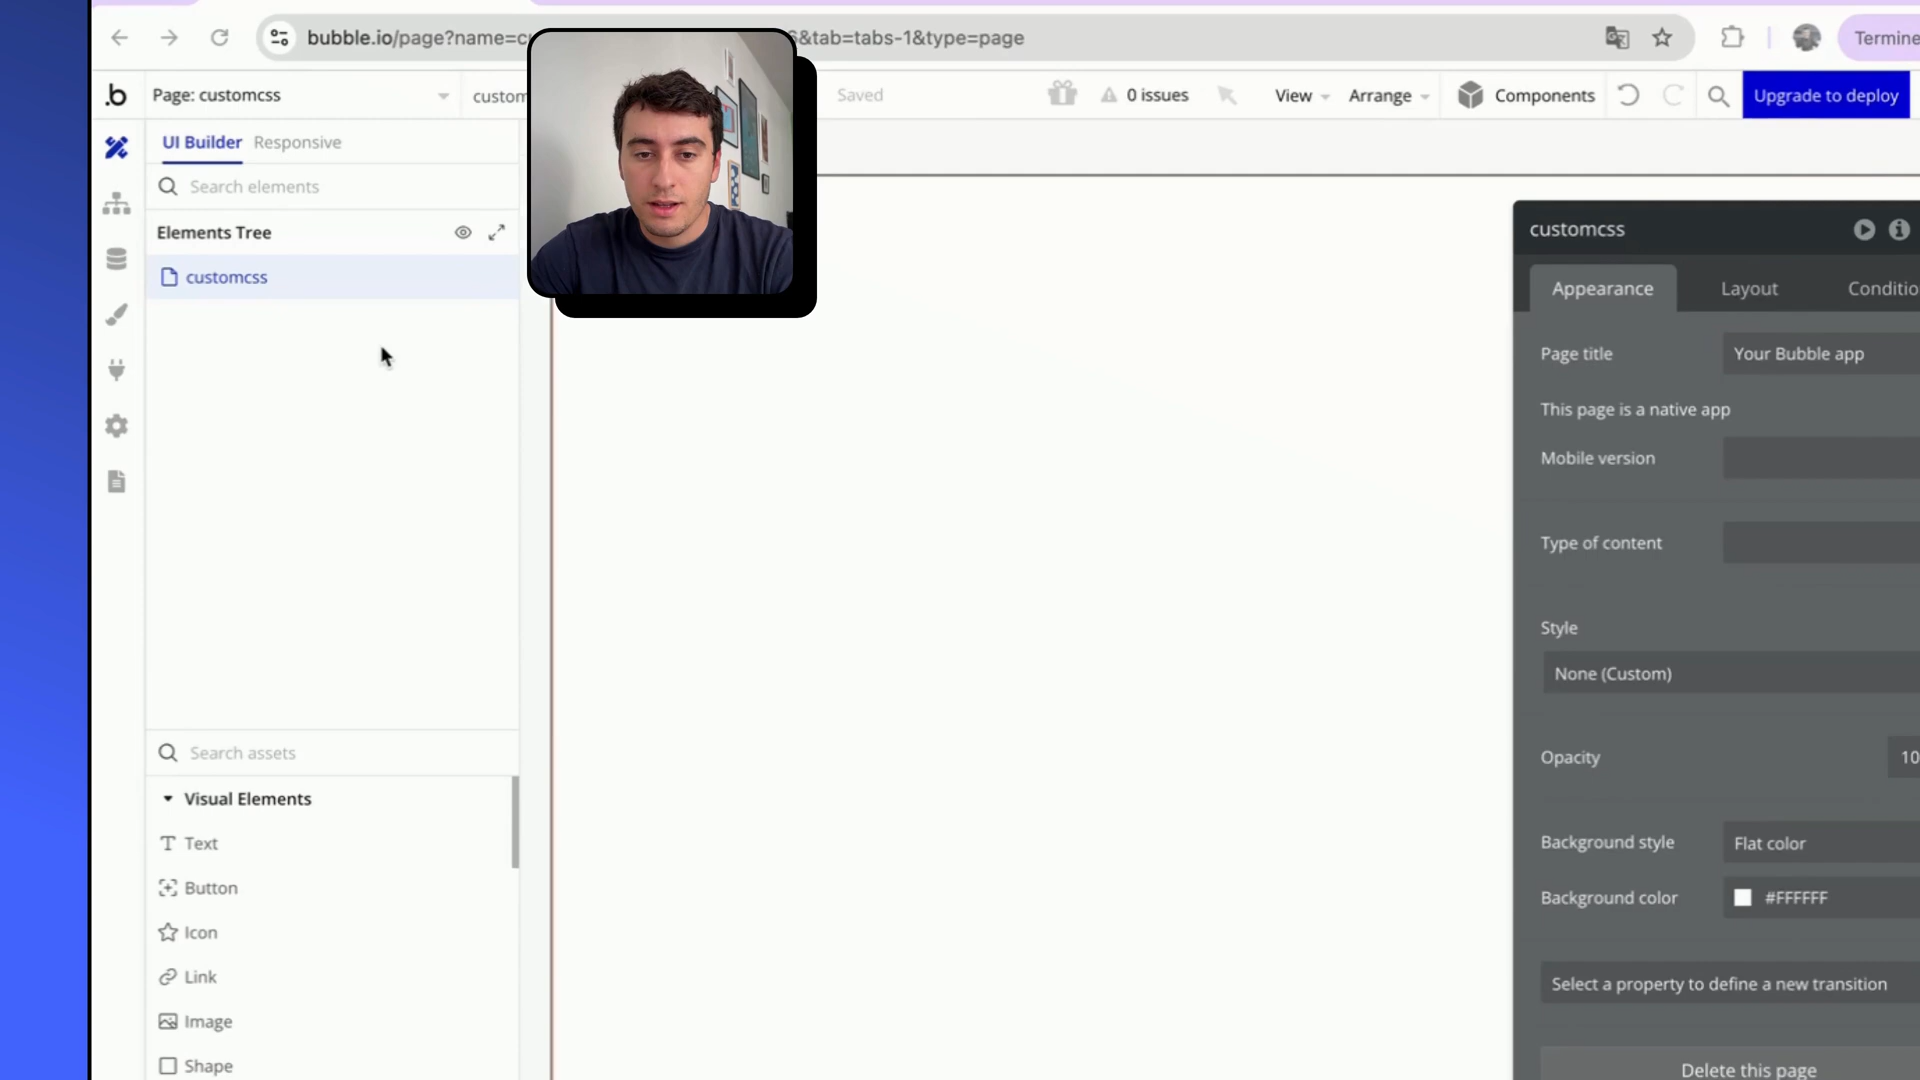 bubble.io/page?name=c
&tab=tabs-1&type=page
Termine
.b
Page: customcss
custom
Saved
0 issues
View
Arrange
Components
Upgrade to deploy
UI Builder
Responsive
Search elements
Elements Tree
customcss
Search assets
Visual Elements
Text
Button
Icon
Link
Image
Shape
customcss
Appearance
Layout
Conditio
Page title
Your Bubble app
This page is a native app
Mobile version
Type of content
Style
None (Custom)
Opacity
10
Background style
Flat color
Background color
#FFFFFF
Select a property to define a new transition
Delete this page